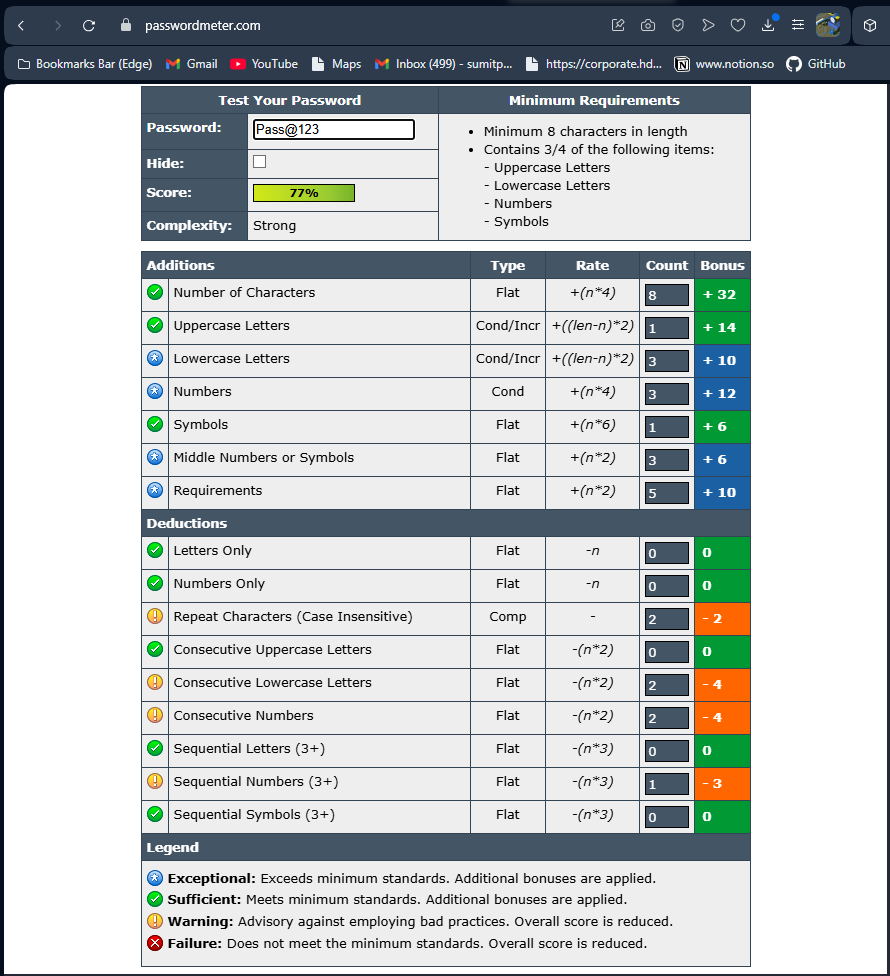 passwordmeter.com
Bookmarks Bar (Edge) Gmail YouTube Maps Inbox (499) - sumitp... https://corporate.hd... www.notion.so GitHub
Test Your Password Minimum Requirements
Password: Pass@123
Hide:
Score: 77%
Complexity: Strong
• Minimum 8 characters in length
• Contains 3/4 of the following items:
- Uppercase Letters
- Lowercase Letters
- Numbers
- Symbols
Additions Type Rate Count Bonus
Number of Characters Flat +(n*4) 8 + 32
Uppercase Letters Cond/Incr +((len-n)*2) 1 + 14
Lowercase Letters Cond/Incr +((len-n)*2) 3 + 10
Numbers Cond +(n*4) 3 + 12
Symbols Flat +(n*6) 1 + 6
Middle Numbers or Symbols Flat +(n*2) 3 + 6
Requirements Flat +(n*2) 5 + 10
Deductions
Letters Only Flat -n 0 0
Numbers Only Flat -n 0 0
Repeat Characters (Case Insensitive) Comp - 2 - 2
Consecutive Uppercase Letters Flat -(n*2) 0 0
Consecutive Lowercase Letters Flat -(n*2) 2 - 4
Consecutive Numbers Flat -(n*2) 2 - 4
Sequential Letters (3+) Flat -(n*3) 0 0
Sequential Numbers (3+) Flat -(n*3) 1 - 3
Sequential Symbols (3+) Flat -(n*3) 0 0
Legend
Exceptional: Exceeds minimum standards. Additional bonuses are applied.
Sufficient: Meets minimum standards. Additional bonuses are applied.
Warning: Advisory against employing bad practices. Overall score is reduced.
Failure: Does not meet the minimum standards. Overall score is reduced.